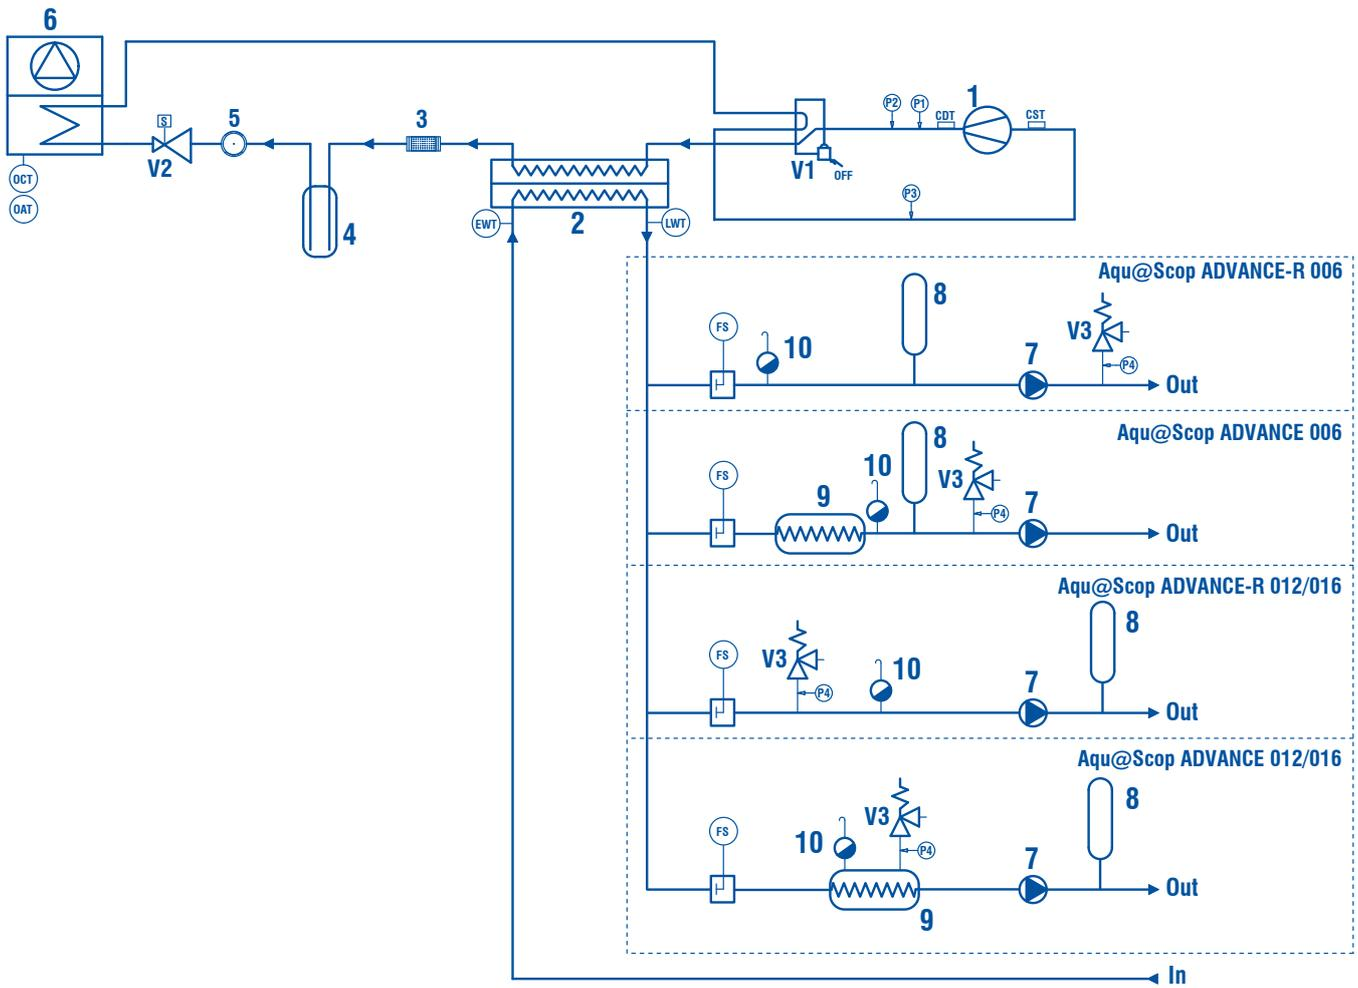 6
1
P2
P1
CDT
CST
5
3
S
V2
V1
OFF
OCT
OAT
P3
4
EWT
2
LWT
Aqu@Scop ADVANCE-R 006
8
FS
10
V3
7
P4
Out
Aqu@Scop ADVANCE 006
8
FS
9
10
V3
7
P4
Out
Aqu@Scop ADVANCE-R 012/016
8
FS
V3
10
7
P4
Out
Aqu@Scop ADVANCE 012/016
8
FS
10
V3
7
P4
Out
9
In